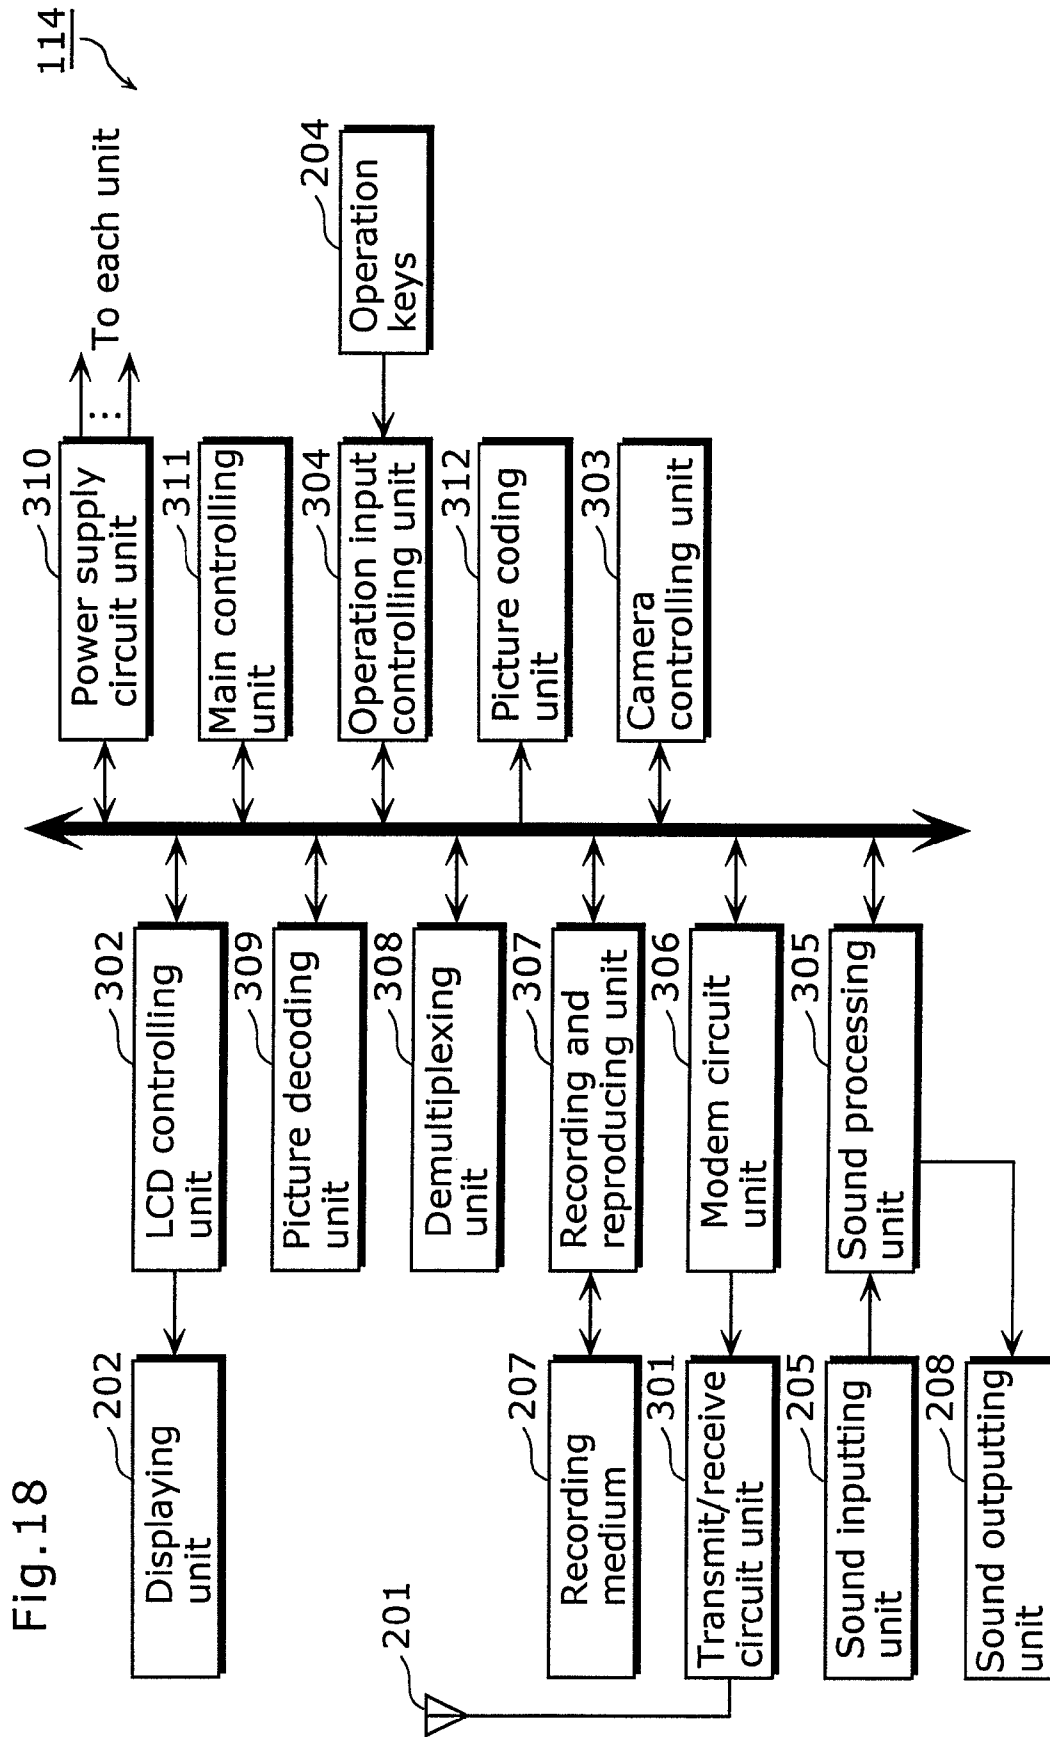 Fig.18
114
202
Displaying
unit
302
LCD controlling
unit
310
Power supply
circuit unit
To each unit
309
Picture decoding
unit
311
Main controlling
unit
308
Demultiplexing
unit
304
Operation input
controlling unit
204
Operation
keys
201
207
Recording
medium
307
Recording and
reproducing unit
312
Picture coding
unit
301
Transmit/receive
circuit unit
306
Modem circuit
unit
303
Camera
controlling unit
205
Sound inputting
unit
305
Sound processing
unit
208
Sound outputting
unit